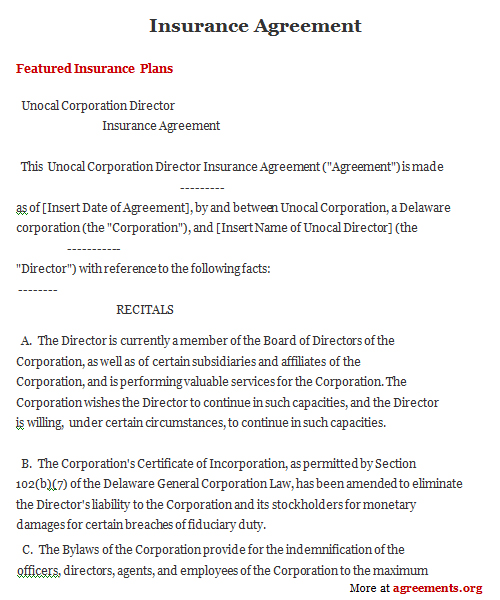 Insurance Agreement
Featured Insurance Plans
Unocal Corporation Director
Insurance Agreement
This Unocal Corporation Director Insurance Agreement ("Agreement") is made
---------
as of [Insert Date of Agreement], by and between Unocal Corporation, a Delaware
corporation (the "Corporation"), and [Insert Name of Unocal Director] (the
-----------
"Director") with reference to the following facts:
--------
RECITALS
A. The Director is currently a member of the Board of Directors of the
Corporation, as well as of certain subsidiaries and affiliates of the
Corporation, and is performing valuable services for the Corporation. The
Corporation wishes the Director to continue in such capacities, and the Director
is willing, under certain circumstances, to continue in such capacities.
B. The Corporation's Certificate of Incorporation, as permitted by Section
102(b)(7) of the Delaware General Corporation Law, has been amended to eliminate
the Director's liability to the Corporation and its stockholders for monetary
damages for certain breaches of fiduciary duty.
C. The Bylaws of the Corporation provide for the indemnification of the
officers, directors, agents, and employees of the Corporation to the maximum
More at agreements.org